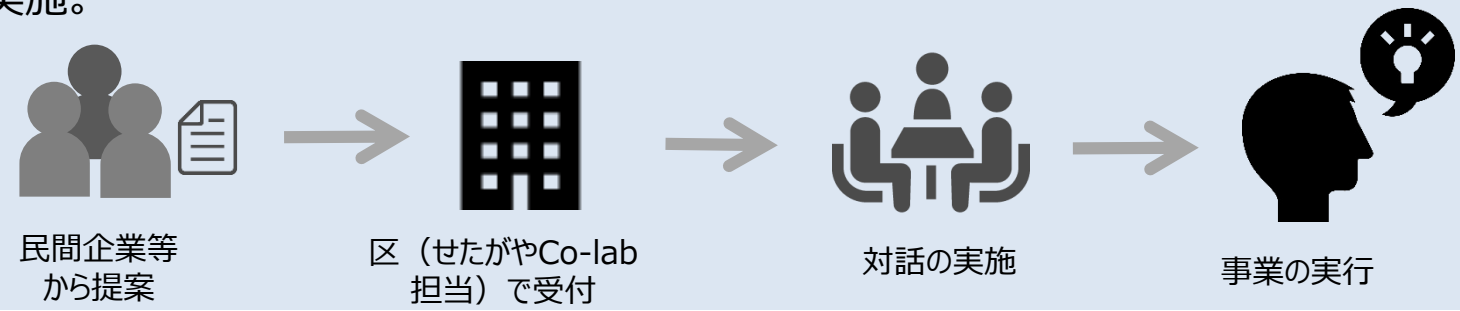 実施。
民間企業等
から提案
区（せたがやCo-lab
担当）で受付
対話の実施
事業の実行